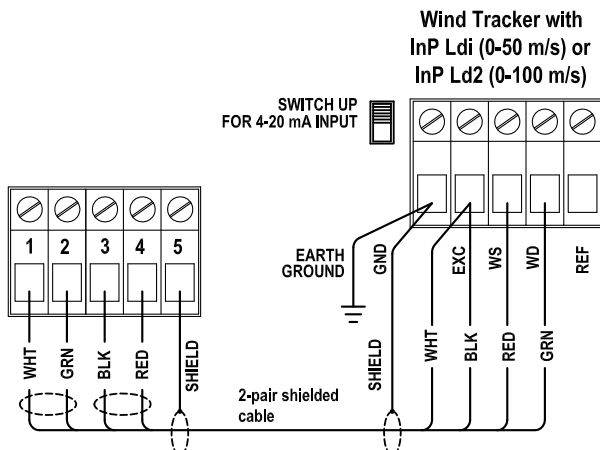 Wind Tracker with
InP Ldi (0-50 m/s) or
InP Ld2 (0-100 m/s)
SWITCH UP
FOR 4-20 mA INPUT
1 2 3 4 5
EARTH
GROUND
GND
EXC
WS
WD
REF
WHT
GRN
BLK
RED
SHIELD
SHIELD
WHT
BLK
RED
GRN
2-pair shielded
cable